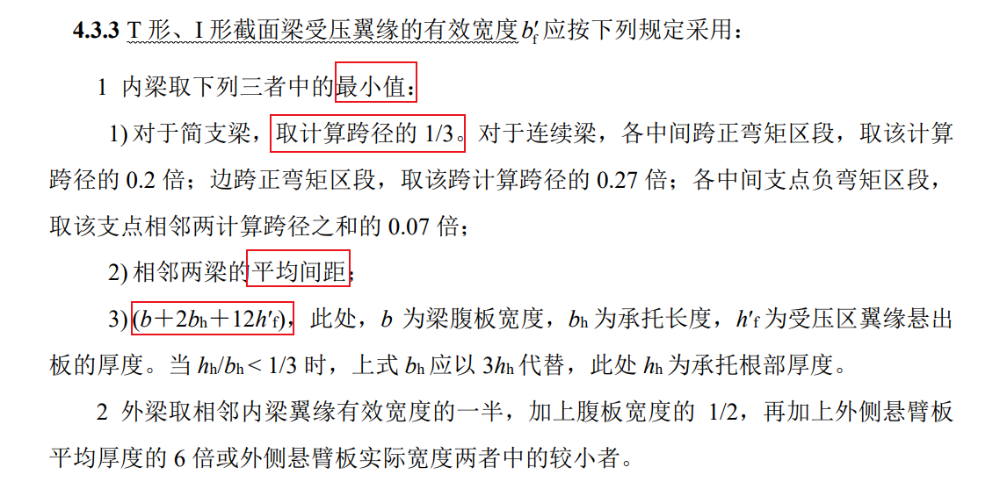 4.3.3 T 形、I 形截面梁受压翼缘的有效宽度 b′f 应按下列规定采用：
1 内梁取下列三者中的最小值：
1) 对于简支梁，取计算跨径的 1/3。对于连续梁，各中间跨正弯矩区段，取该计算
跨径的 0.2 倍；边跨正弯矩区段，取该跨计算跨径的 0.27 倍；各中间支点负弯矩区段，
取该支点相邻两计算跨径之和的 0.07 倍；
2) 相邻两梁的平均间距；
3) (b＋2bh＋12h′f)，此处，b 为梁腹板宽度，bh 为承托长度，h′f 为受压区翼缘悬出
板的厚度。当 hh/bh < 1/3 时，上式 bh 应以 3hh 代替，此处 hh 为承托根部厚度。
2 外梁取相邻内梁翼缘有效宽度的一半，加上腹板宽度的 1/2，再加上外侧悬臂板
平均厚度的 6 倍或外侧悬臂板实际宽度两者中的较小者。